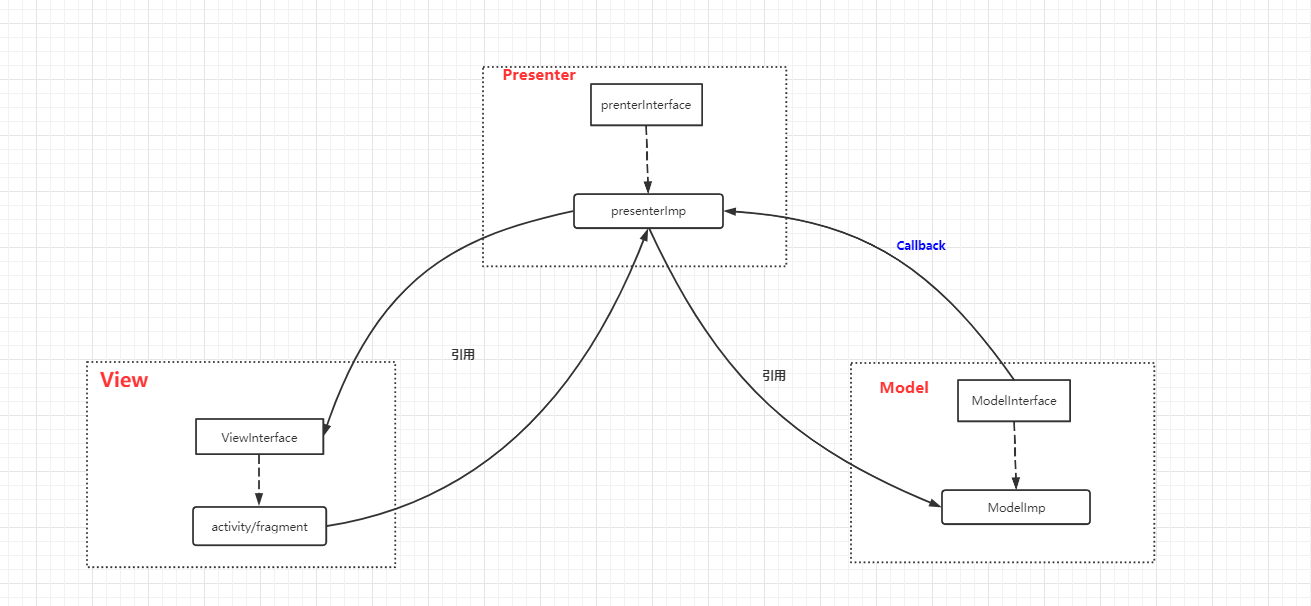 Presenter
prenterInterface
presenterImp
Callback
引用
引用
View
ViewInterface
activity/fragment
Model
ModelInterface
ModelImp